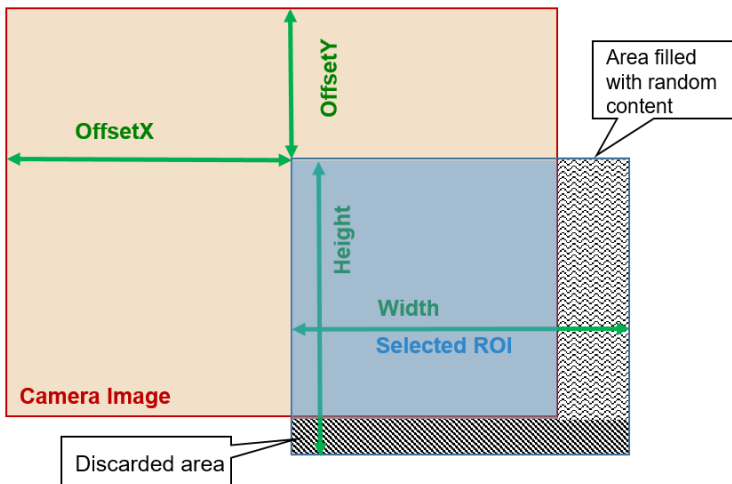 OffsetY
Area filled
with random
content
OffsetX
Height
Width
Selected ROI
Camera Image
Discarded area